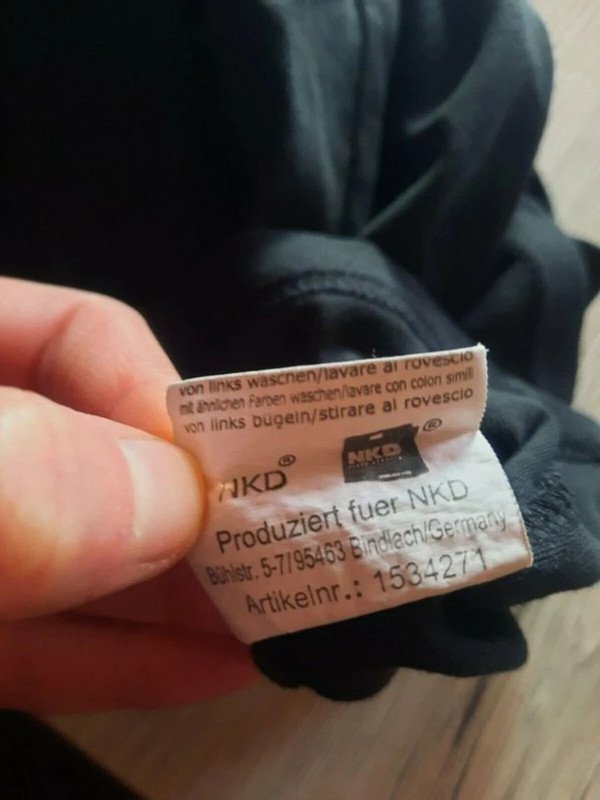 von links waschen/lavare al rovescio
mit ähnlichen Farben waschen/lavare con colori simili
von links bügeln/stirare al rovescio
NKD® NKD®
Produziert fuer NKD
Bühlstr. 5-7/95463 Bindlach/Germany
Artikelnr.: 1534271